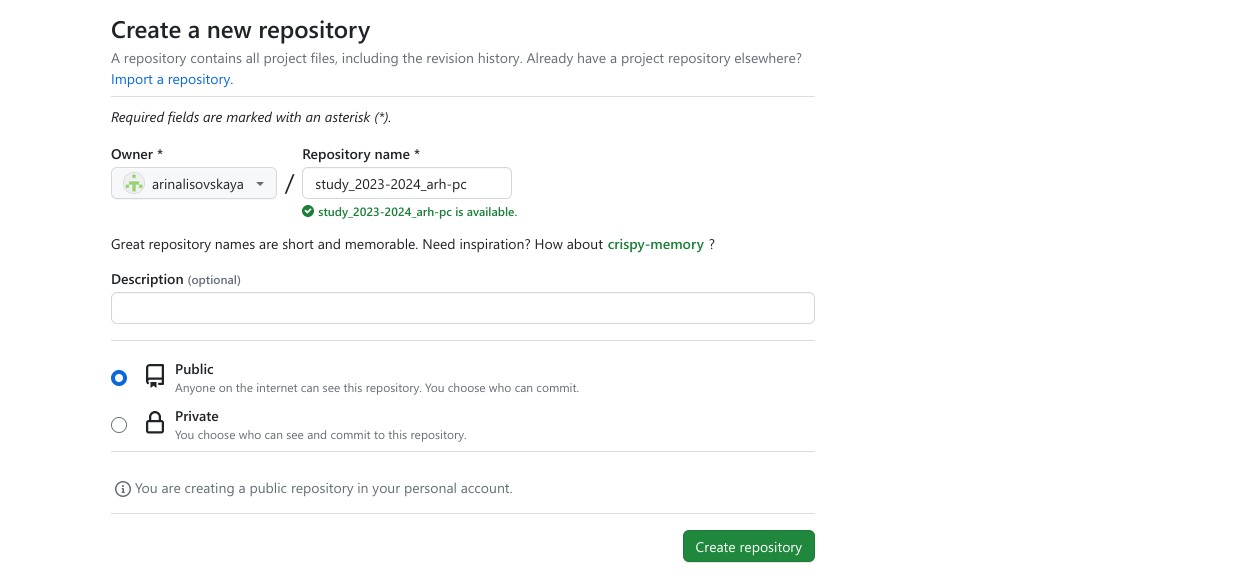 Create a new repository
A repository contains all project files, including the revision history. Already have a project repository elsewhere?
Import a repository.
Required fields are marked with an asterisk (*).
Owner * Repository name *
arinalisovskaya / study_2023-2024_arh-pc
study_2023-2024_arh-pc is available.
Great repository names are short and memorable. Need inspiration? How about crispy-memory ?
Description (optional)
Public
Anyone on the internet can see this repository. You choose who can commit.
Private
You choose who can see and commit to this repository.
You are creating a public repository in your personal account.
Create repository